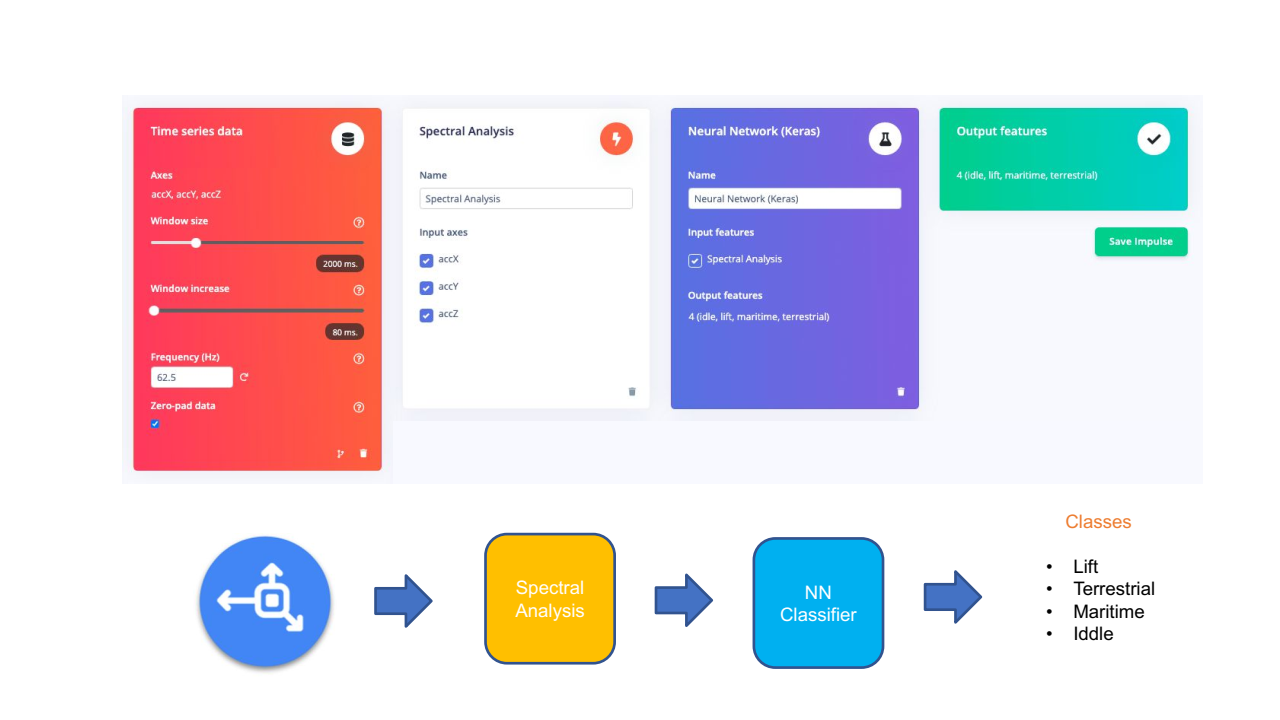 Time series data
Axes
accX, accY, accZ
Window size
2000 ms.
Window increase
80 ms.
Frequency (Hz)
62.5
Zero-pad data
Spectral Analysis
Name
Spectral Analysis
Input axes
accX
accY
accZ
Neural Network (Keras)
Name
Neural Network (Keras)
Input features
Spectral Analysis
Output features
4 (idle, lift, maritime, terrestrial)
Output features
4 (idle, lift, maritime, terrestrial)
Save Impulse
Spectral
Analysis
NN
Classifier
Classes
• Lift
• Terrestrial
• Maritime
• Iddle